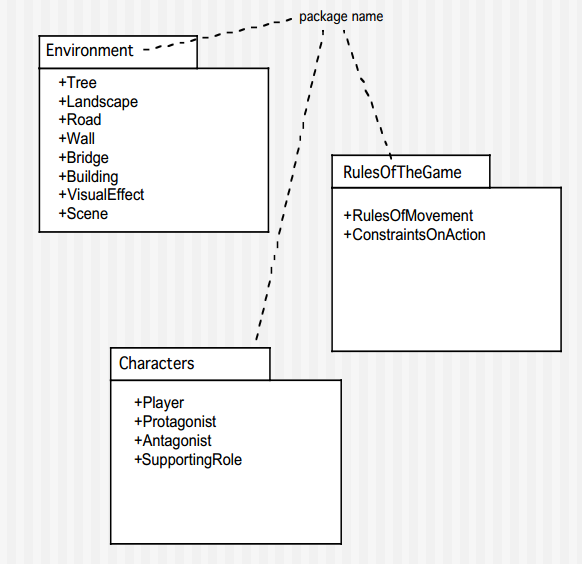 package name
Environment
+Tree
+Landscape
+Road
+Wall
+Bridge
+Building
+VisualEffect
+Scene
RulesOfTheGame
+RulesOfMovement
+ConstraintsOnAction
Characters
+Player
+Protagonist
+Antagonist
+SupportingRole